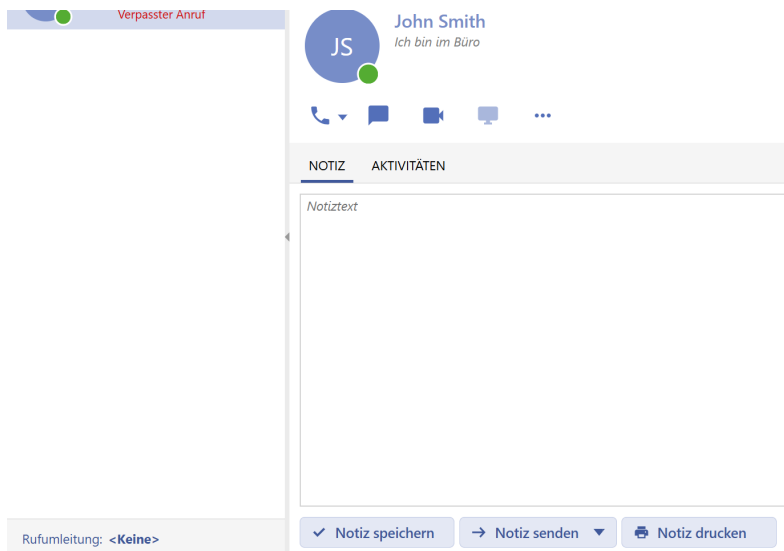 Verpasster Anruf
John Smith
Ich bin im Büro
JS
NOTIZ AKTIVITÄTEN
Notiztext
Notiz speichern Notiz senden Notiz drucken
Rufumleitung: <Keine>